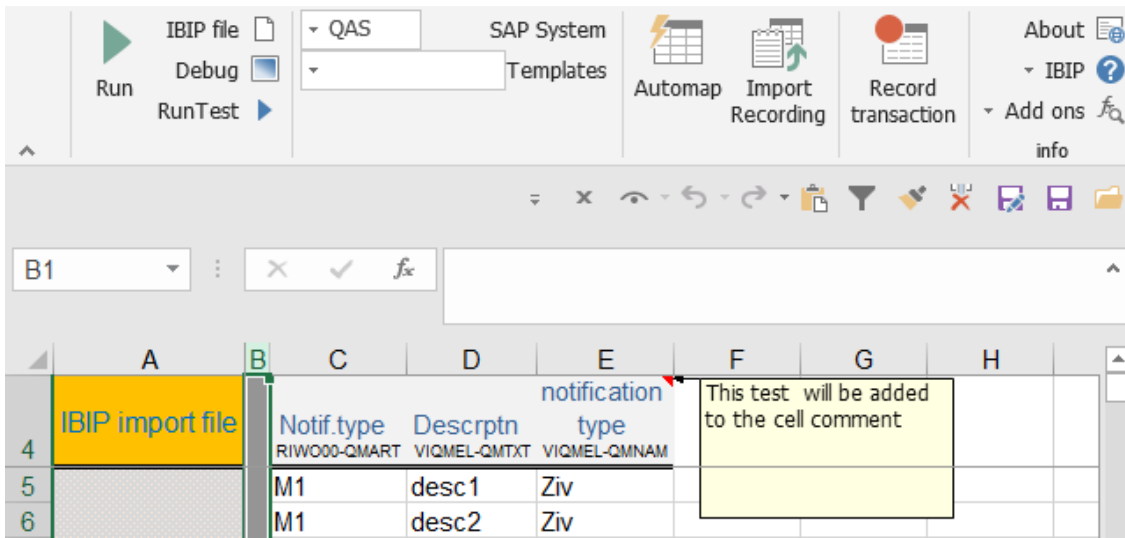 Run
IBIP file
Debug
RunTest
QAS
SAP System
Templates
Automap
Import
Recording
Record
transaction
About
IBIP
Add ons
info
B1
fx
A B C D E F G H
4
IBIP import file
Notif.type
RIWO00-QMART
Descrptn
VIQMEL-QMTXT
notification
type
VIQMEL-QMNAM
This test will be added
to the cell comment
5 M1 desc1 Ziv
6 M1 desc2 Ziv